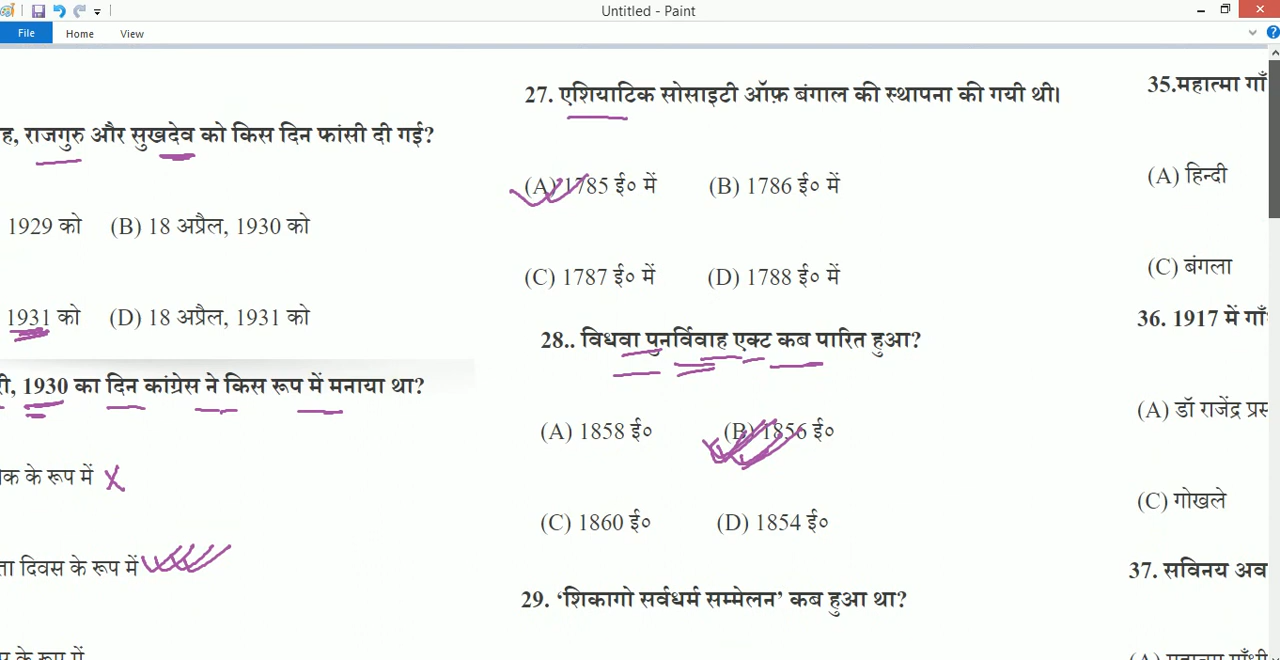 Untitled - Paint
File Home View
ह, राजगुरु और सुखदेव को किस दिन फांसी दी गई?
1929 को (B) 18 अप्रैल, 1930 को
1931 को (D) 18 अप्रैल, 1931 को
री, 1930 का दिन कांग्रेस ने किस रूप में मनाया था?
क के रूप में
ता दिवस के रूप में
के रूप में
27. एशियाटिक सोसाइटी ऑफ़ बंगाल की स्थापना की गयी थी।
(A) 1785 ई० में (B) 1786 ई० में
(C) 1787 ई० में (D) 1788 ई० में
28.. विधवा पुनर्विवाह एक्ट कब पारित हुआ?
(A) 1858 ई० (B) 1856 ई०
(C) 1860 ई० (D) 1854 ई०
29. ‘शिकागो सर्वधर्म सम्मेलन’ कब हुआ था?
35.महात्मा गाँ
(A) हिन्दी
(C) बंगला
36. 1917 में गाँ
(A) डॉ राजेंद्र प्रस
(C) गोखले
37. सविनय अव
(A) महात्मा गाँधी